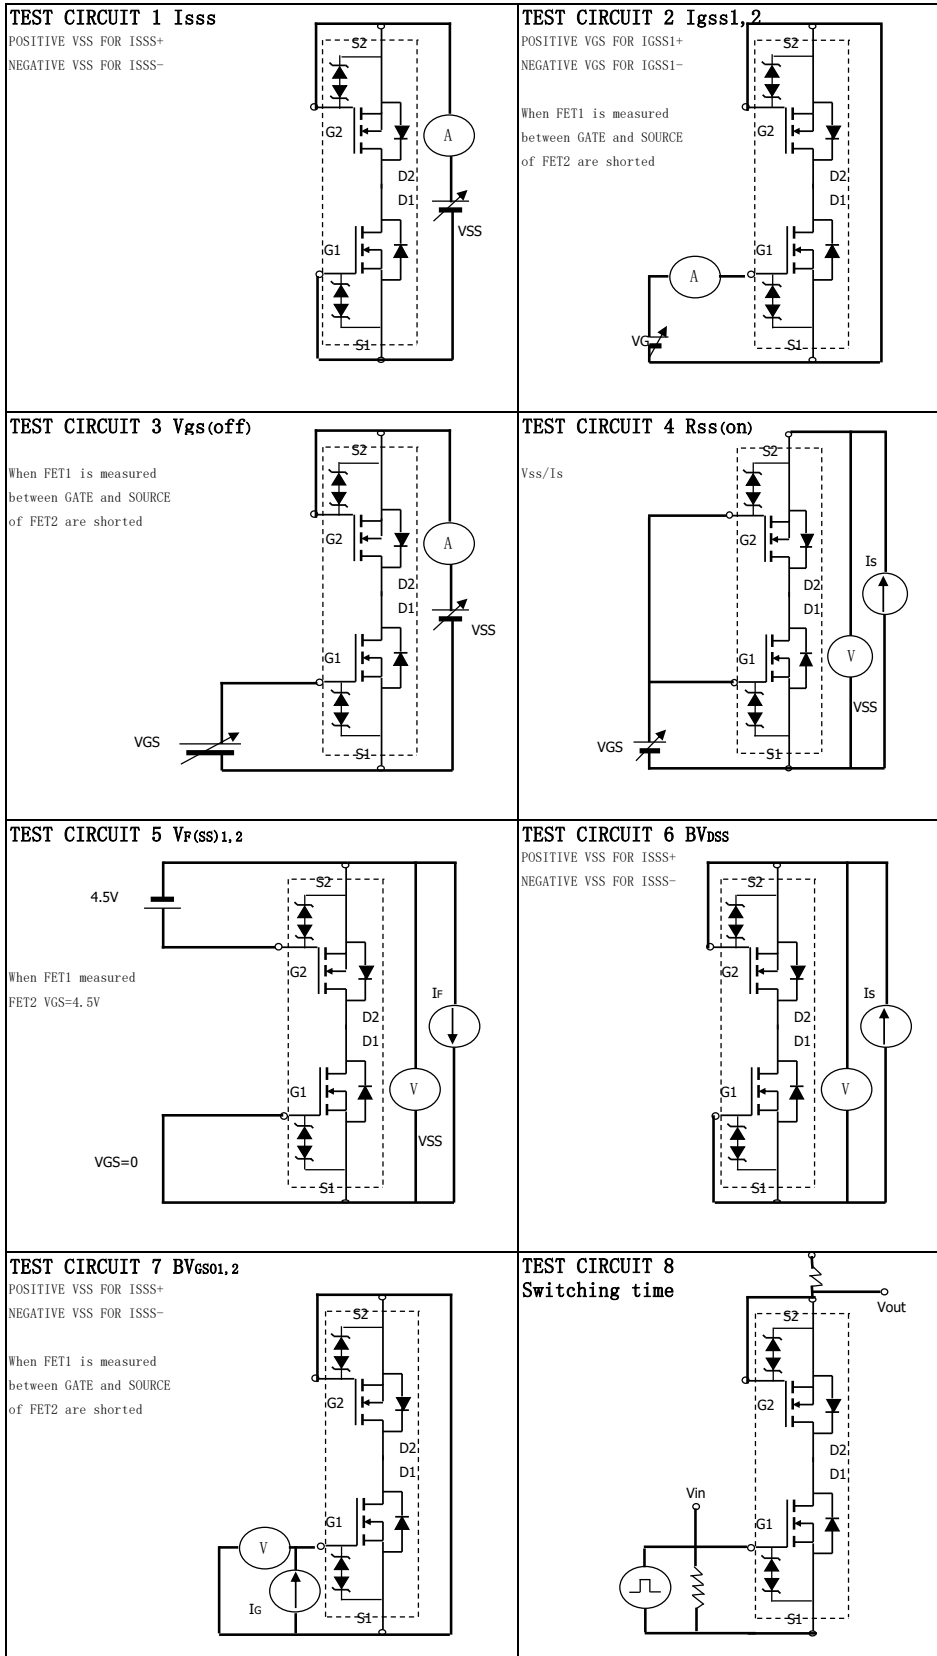 TEST CIRCUIT 1 Isss
POSITIVE VSS FOR ISSS+
NEGATIVE VSS FOR ISSS-
S2
G2
A
D2
D1
VSS
G1
S1
TEST CIRCUIT 2 Igss1,2
POSITIVE VGS FOR IGSS1+
NEGATIVE VGS FOR IGSS1-
When FET1 is measured
between GATE and SOURCE
of FET2 are shorted
S2
G2
D2
D1
G1
A
VG
S1
TEST CIRCUIT 3 Vgs(off)
When FET1 is measured
between GATE and SOURCE
of FET2 are shorted
S2
G2
A
D2
D1
VSS
G1
VGS
S1
TEST CIRCUIT 4 Rss(on)
Vss/Is
S2
G2
Is
D2
D1
G1
V
VSS
VGS
S1
TEST CIRCUIT 5 VF(SS)1,2
4.5V
When FET1 measured
FET2 VGS=4.5V
S2
G2
IF
D2
D1
G1
V
VSS
VGS=0
S1
TEST CIRCUIT 6 BVDSS
POSITIVE VSS FOR ISSS+
NEGATIVE VSS FOR ISSS-
S2
G2
Is
D2
D1
G1
V
S1
TEST CIRCUIT 7 BVGSO1,2
POSITIVE VSS FOR ISSS+
NEGATIVE VSS FOR ISSS-
When FET1 is measured
between GATE and SOURCE
of FET2 are shorted
S2
G2
D2
D1
G1
V
IG
S1
TEST CIRCUIT 8
Switching time
Vout
S2
G2
D2
D1
Vin
G1
S1